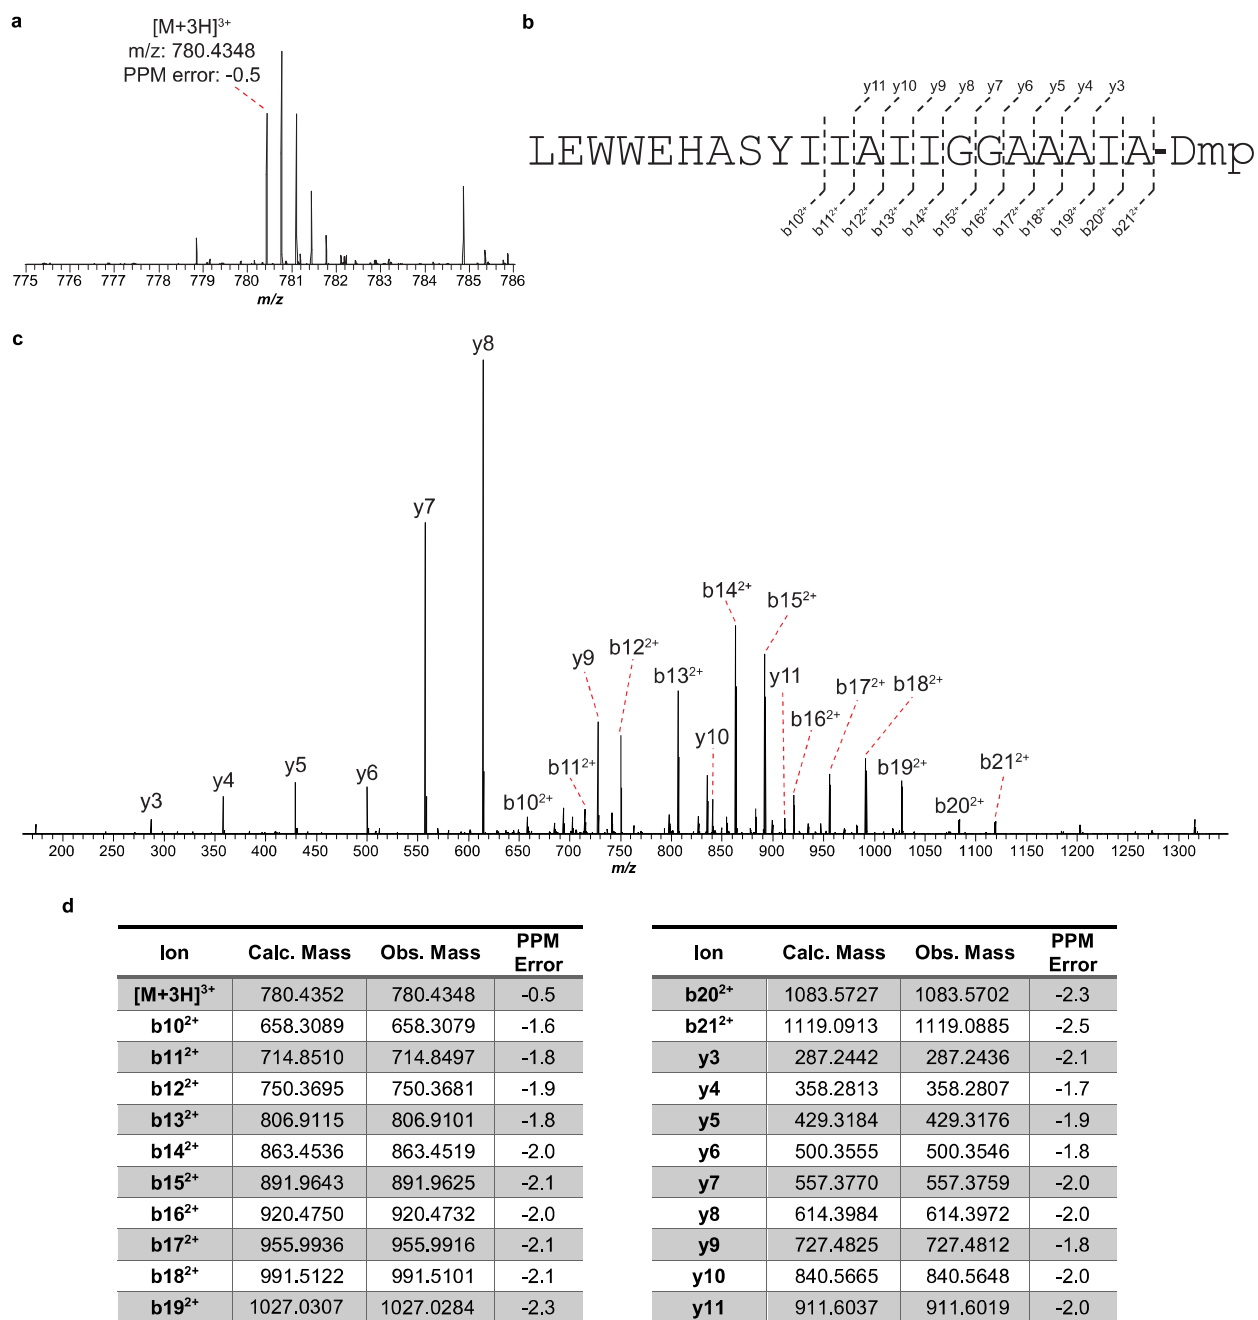 a
[M+3H]³⁺
m/z: 780.4348
PPM error: -0.5
775 776 777 778 779 780 781 782 783 784 785 786
m/z
b
y11 y10 y9 y8 y7 y6 y5 y4 y3
LEWWEHASYIIAIIGGAAAIA-Dmp
b10²⁺ b11²⁺ b12²⁺ b13²⁺ b14²⁺ b15²⁺ b16²⁺ b17²⁺ b18²⁺ b19²⁺ b20²⁺ b21²⁺
c
y8
y7
b14²⁺
b15²⁺
y9
b12²⁺
b13²⁺
y11
b17²⁺
b18²⁺
b16²⁺
y10
b11²⁺
b19²⁺
b21²⁺
y5
y4
y6
y3
b10²⁺
b20²⁺
200 250 300 350 400 450 500 550 600 650 700 750 800 850 900 950 1000 1050 1100 1150 1200 1250 1300
m/z
d
Ion Calc. Mass Obs. Mass PPM Error
[M+3H]³⁺ 780.4352 780.4348 -0.5
b10²⁺ 658.3089 658.3079 -1.6
b11²⁺ 714.8510 714.8497 -1.8
b12²⁺ 750.3695 750.3681 -1.9
b13²⁺ 806.9115 806.9101 -1.8
b14²⁺ 863.4536 863.4519 -2.0
b15²⁺ 891.9643 891.9625 -2.1
b16²⁺ 920.4750 920.4732 -2.0
b17²⁺ 955.9936 955.9916 -2.1
b18²⁺ 991.5122 991.5101 -2.1
b19²⁺ 1027.0307 1027.0284 -2.3
Ion Calc. Mass Obs. Mass PPM Error
b20²⁺ 1083.5727 1083.5702 -2.3
b21²⁺ 1119.0913 1119.0885 -2.5
y3 287.2442 287.2436 -2.1
y4 358.2813 358.2807 -1.7
y5 429.3184 429.3176 -1.9
y6 500.3555 500.3546 -1.8
y7 557.3770 557.3759 -2.0
y8 614.3984 614.3972 -2.0
y9 727.4825 727.4812 -1.8
y10 840.5665 840.5648 -2.0
y11 911.6037 911.6019 -2.0